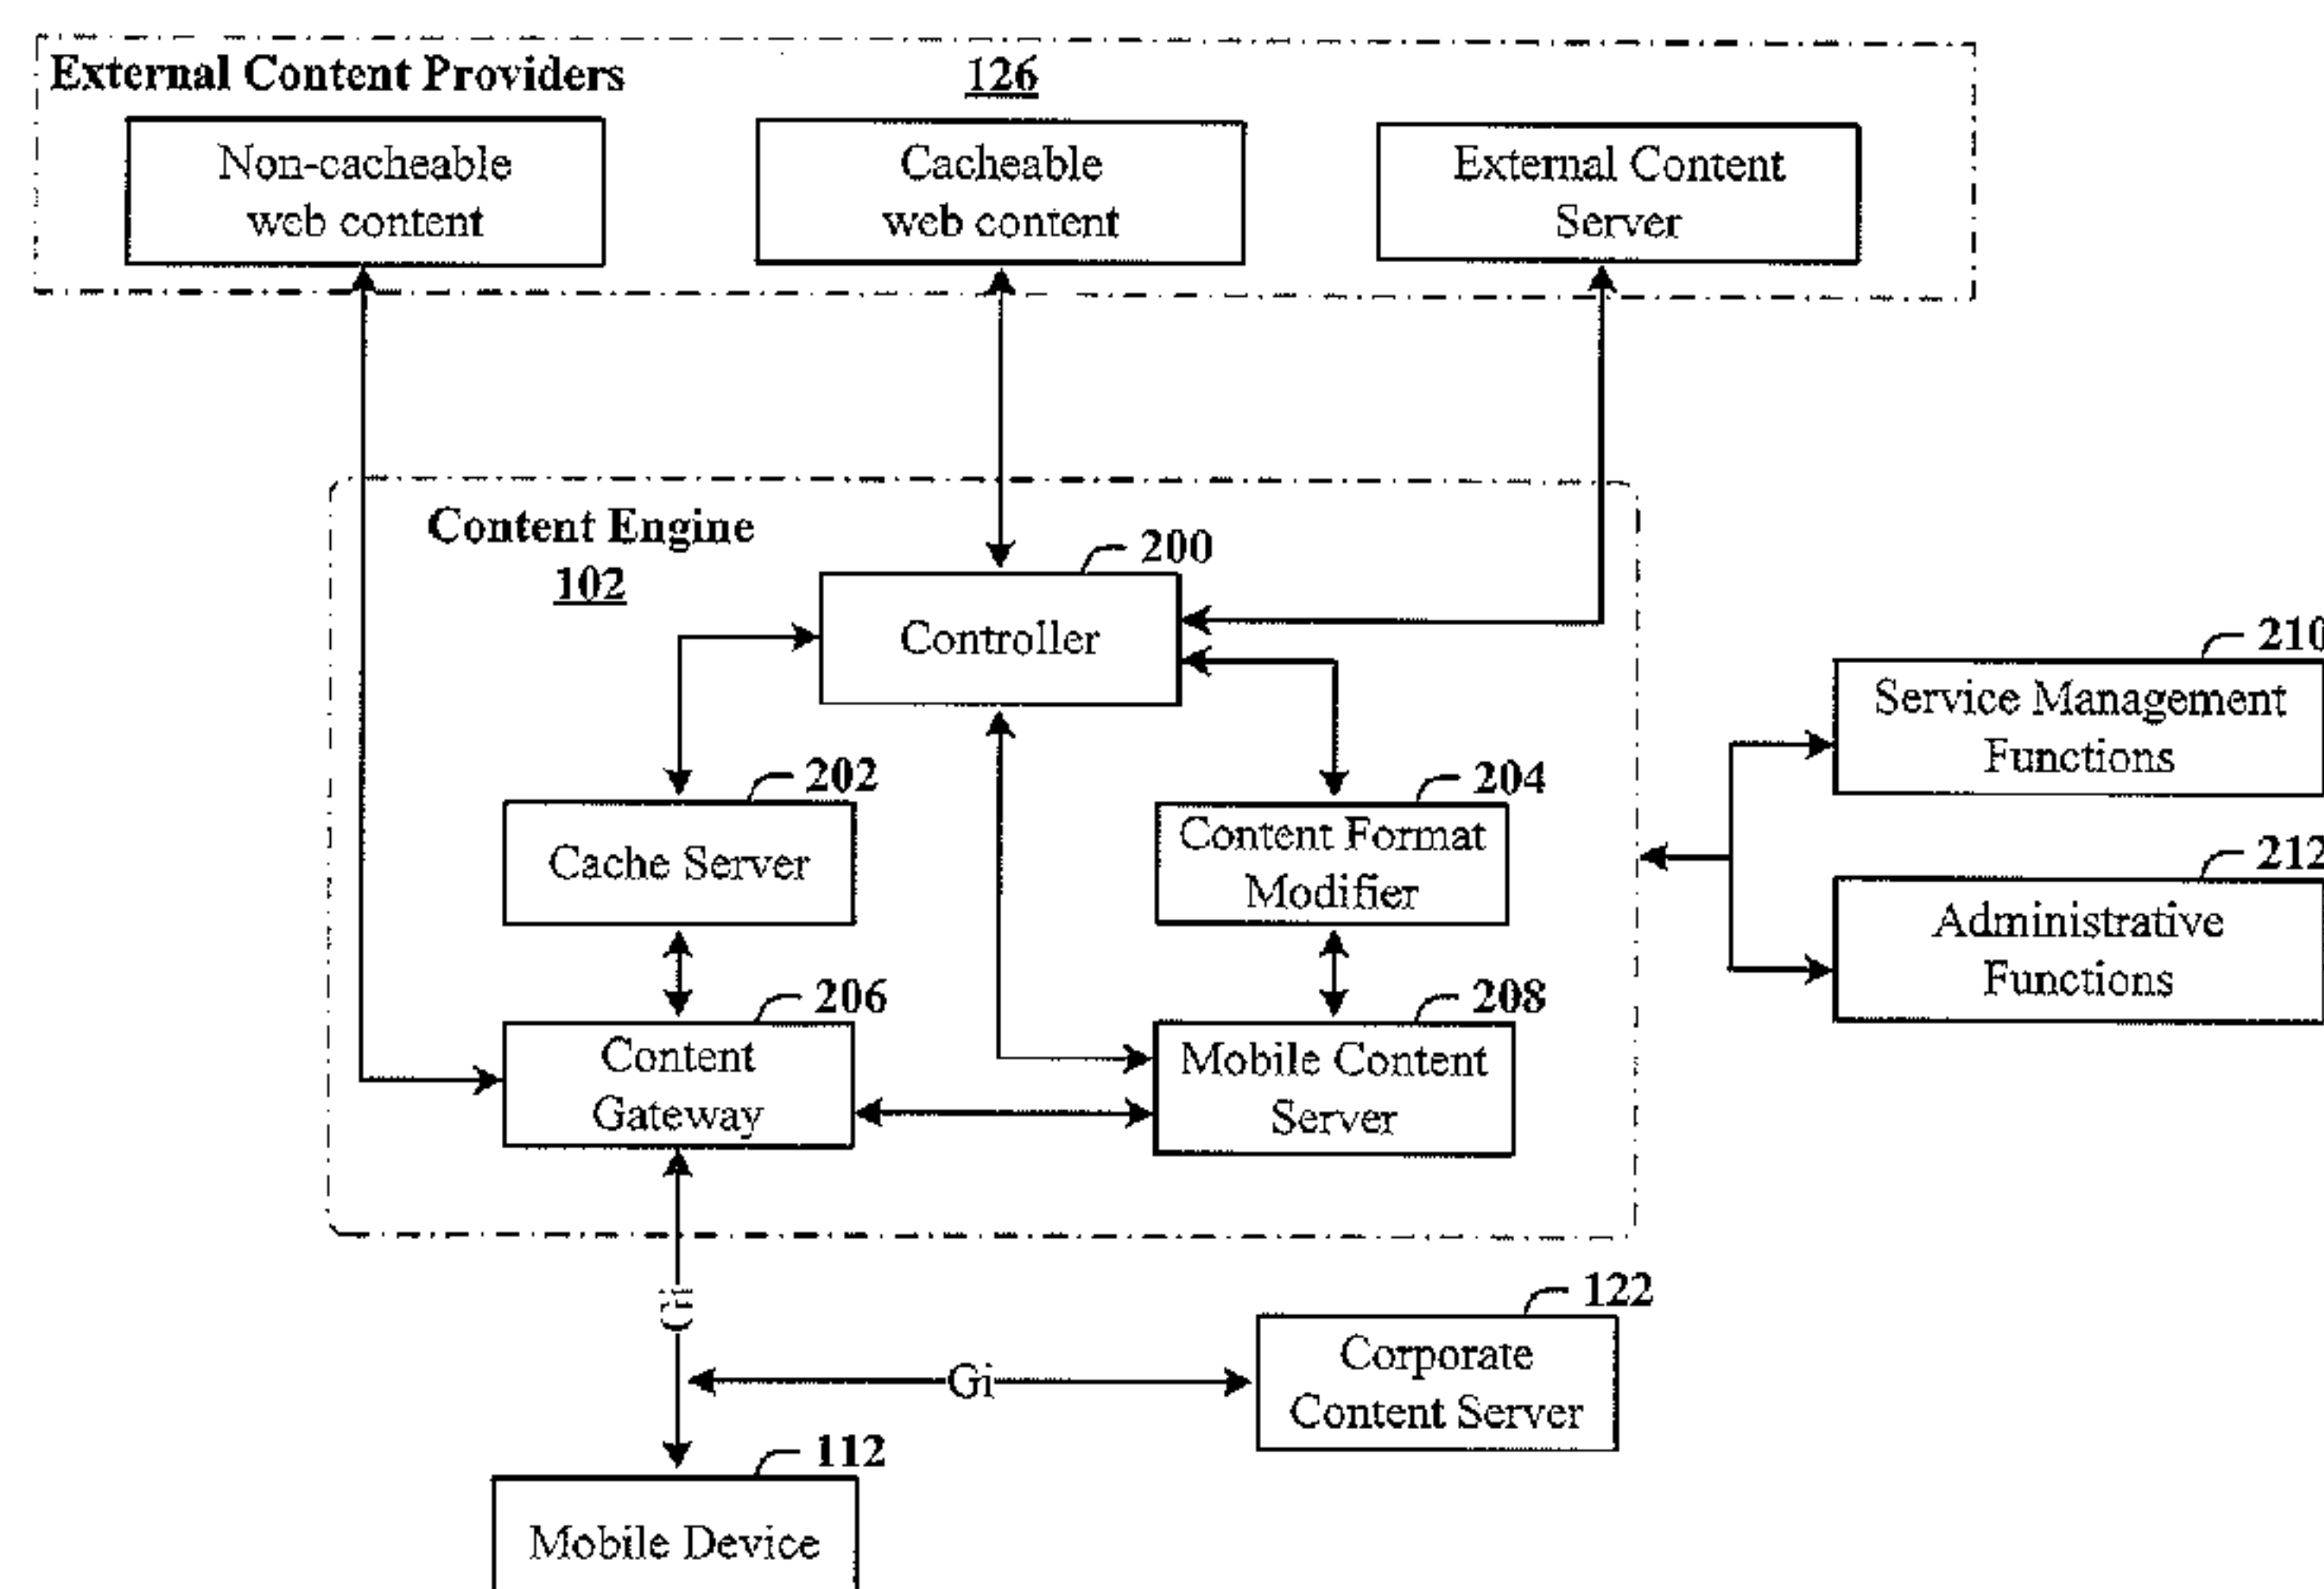 External Content Providers
126
Non-cacheable
web content
Cacheable
web content
External Content
Server
Content Engine
102
200
Controller
210
Service Management
Functions
202
Cache Server
204
Content Format
Modifier
212
Administrative
Functions
206
Content
Gateway
208
Mobile Content
Server
Gi
122
Corporate
Content Server
Gi
112
Mobile Device